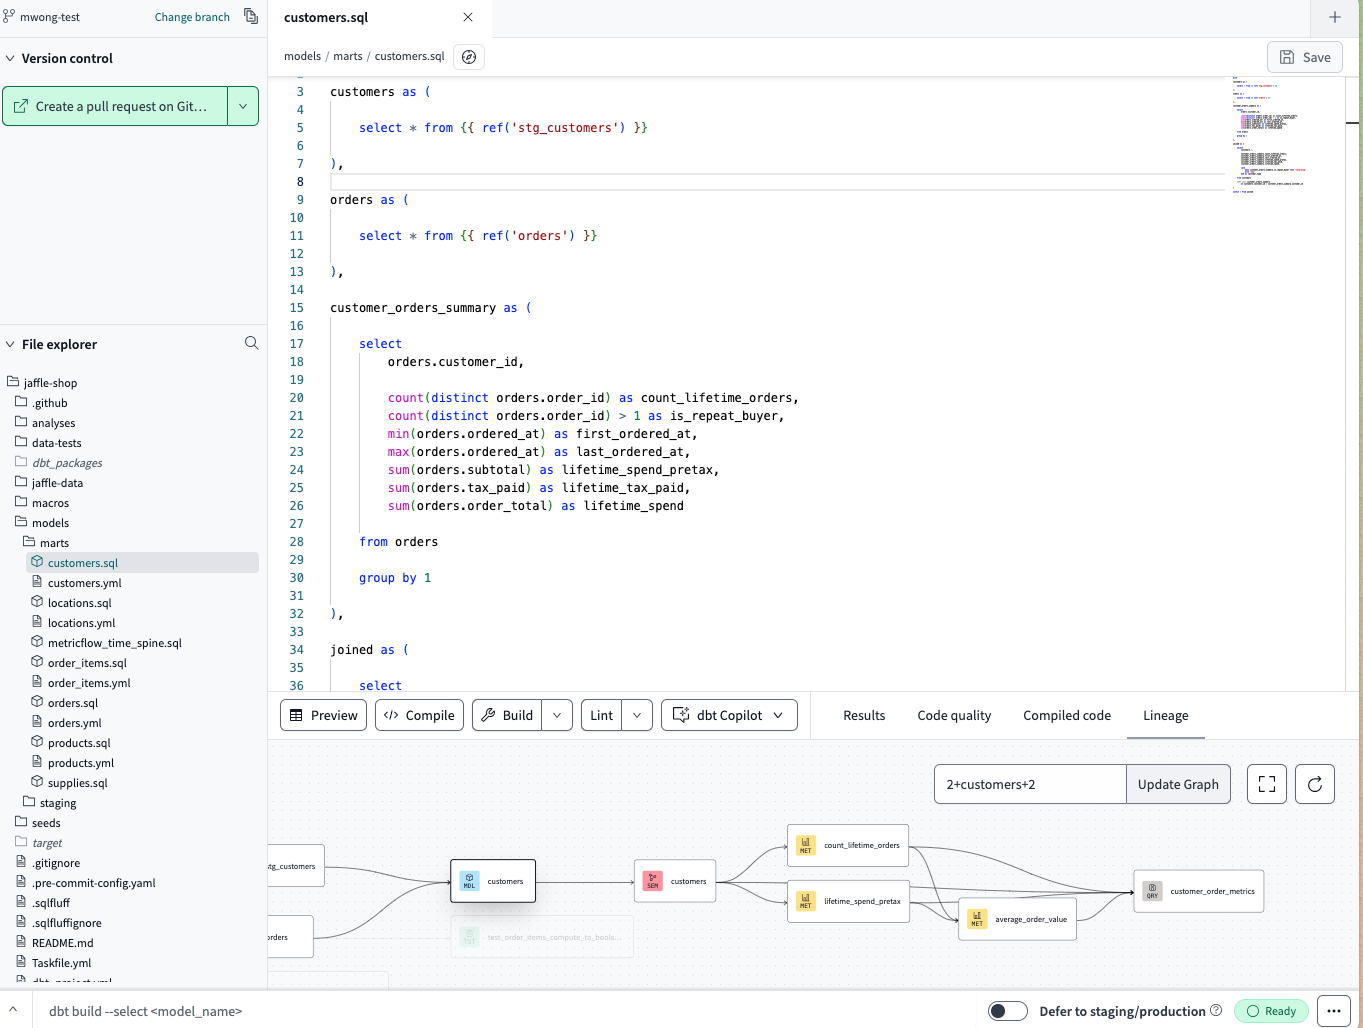 mwong-test
Change branch
Version control
Create a pull request on Git...
File explorer
jaffle-shop
.github
analyses
data-tests
dbt_packages
jaffle-data
macros
models
marts
customers.sql
customers.yml
locations.sql
locations.yml
metricflow_time_spine.sql
order_items.sql
order_items.yml
orders.sql
orders.yml
products.sql
products.yml
supplies.sql
staging
seeds
target
.gitignore
.pre-commit-config.yaml
.sqlfluff
.sqlfluffignore
README.md
Taskfile.yml
dbt_project.yml
customers.sql
models / marts / customers.sql
Save
3 customers as (
4
5 select * from {{ ref('stg_customers') }}
6
7 ),
8
9 orders as (
10
11 select * from {{ ref('orders') }}
12
13 ),
14
15 customer_orders_summary as (
16
17 select
18 orders.customer_id,
19
20 count(distinct orders.order_id) as count_lifetime_orders,
21 count(distinct orders.order_id) > 1 as is_repeat_buyer,
22 min(orders.ordered_at) as first_ordered_at,
23 max(orders.ordered_at) as last_ordered_at,
24 sum(orders.subtotal) as lifetime_spend_pretax,
25 sum(orders.tax_paid) as lifetime_tax_paid,
26 sum(orders.order_total) as lifetime_spend
27
28 from orders
29
30 group by 1
31
32 ),
33
34 joined as (
35
36 select
Preview
Compile
Build
Lint
dbt Copilot
Results
Code quality
Compiled code
Lineage
2+customers+2
Update Graph
stg_customers
orders
MDL customers
SEM customers
MET count_lifetime_orders
MET lifetime_spend_pretax
MET average_order_value
QRY customer_order_metrics
dbt build --select <model_name>
Defer to staging/production
Ready